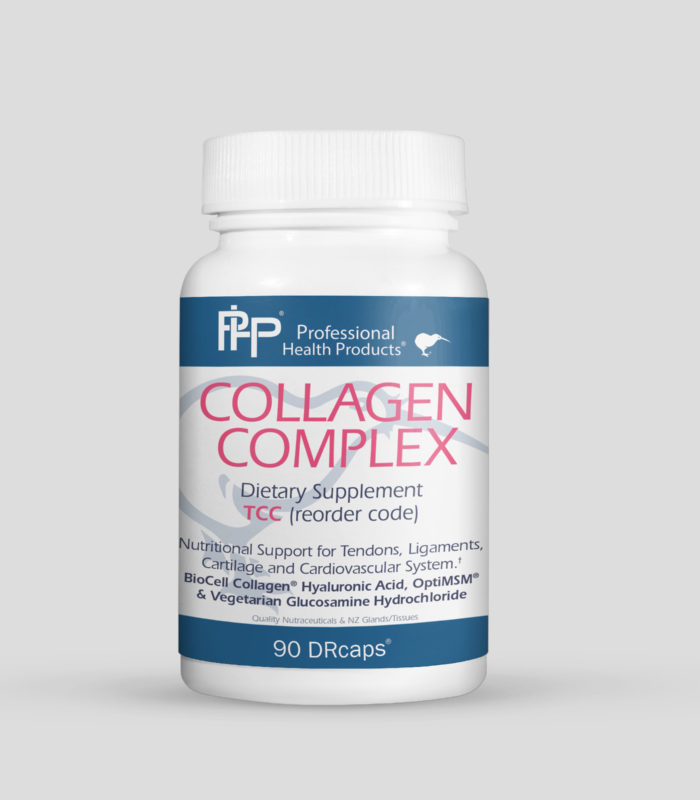 PHP®
Professional
Health Products®
COLLAGEN
COMPLEX
Dietary Supplement
TCC (reorder code)
Nutritional Support for Tendons, Ligaments,
Cartilage and Cardiovascular System.†
BioCell Collagen® Hyaluronic Acid, OptiMSM®
& Vegetarian Glucosamine Hydrochloride
Quality Nutraceuticals & NZ Glands/Tissues
90 DRcaps®